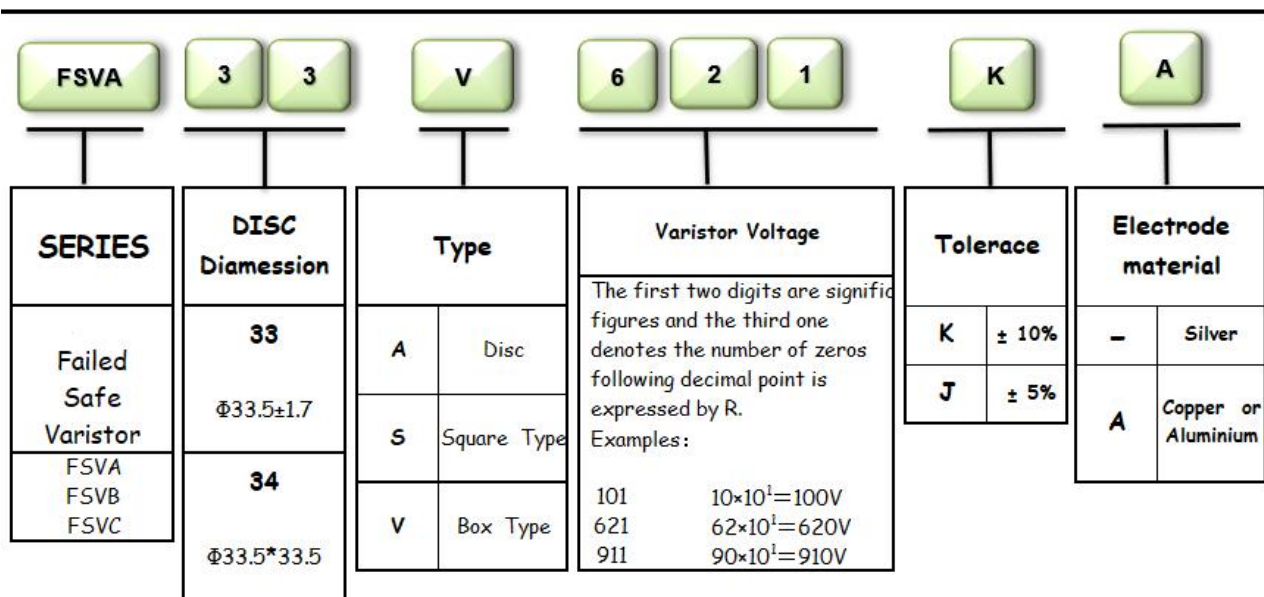 FSVA 3 3 V 6 2 1 K A
SERIES
DISC
Diamession
Type
Varistor Voltage
Tolerace
Electrode
material
Failed
Safe
Varistor
FSVA
FSVB
FSVC
33
Φ33.5±1.7
34
Φ33.5*33.5
A Disc
S Square Type
V Box Type
The first two digits are signific
figures and the third one
denotes the number of zeros
following decimal point is
expressed by R.
Examples:
101 10×10¹=100V
621 62×10¹=620V
911 90×10¹=910V
K ± 10%
J ± 5%
– Silver
A Copper or
Aluminium